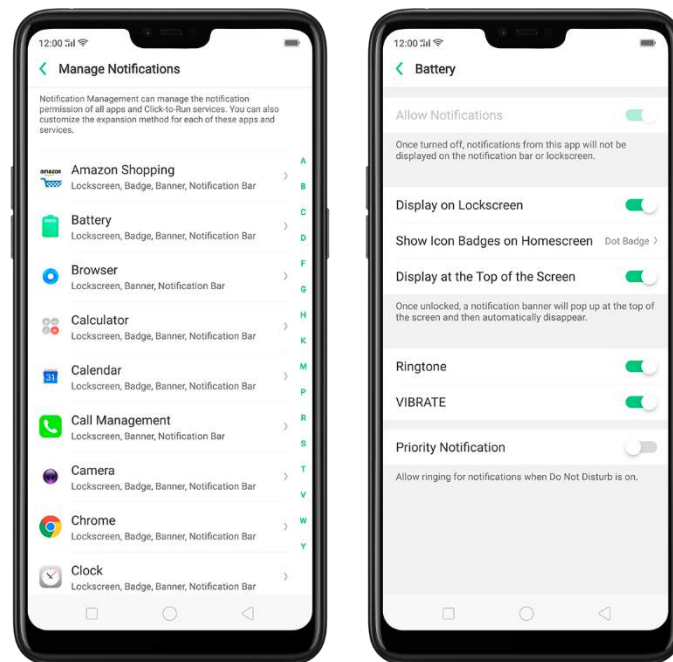 12:00
Manage Notifications
Notification Management can manage the notification
permission of all apps and Click-to-Run services. You can also
customize the expansion method for each of these apps and
services.
amazon
Amazon Shopping
Lockscreen, Badge, Banner, Notification Bar
Battery
Lockscreen, Badge, Banner, Notification Bar
Browser
Lockscreen, Banner, Notification Bar
Calculator
Lockscreen, Badge, Banner, Notification Bar
31
Calendar
Lockscreen, Badge, Banner, Notification Bar
Call Management
Lockscreen, Banner, Notification Bar
Camera
Lockscreen, Badge, Banner, Notification Bar
Chrome
Lockscreen, Badge, Banner, Notification Bar
Clock
Lockscreen, Badge, Banner, Notification Bar
A
B
C
D
F
G
H
K
M
P
R
S
T
V
W
Y
12:00
Battery
Allow Notifications
Once turned off, notifications from this app will not be
displayed on the notification bar or lockscreen.
Display on Lockscreen
Show Icon Badges on Homescreen Dot Badge
Display at the Top of the Screen
Once unlocked, a notification banner will pop up at the top of
the screen and then automatically disappear.
Ringtone
VIBRATE
Priority Notification
Allow ringing for notifications when Do Not Disturb is on.